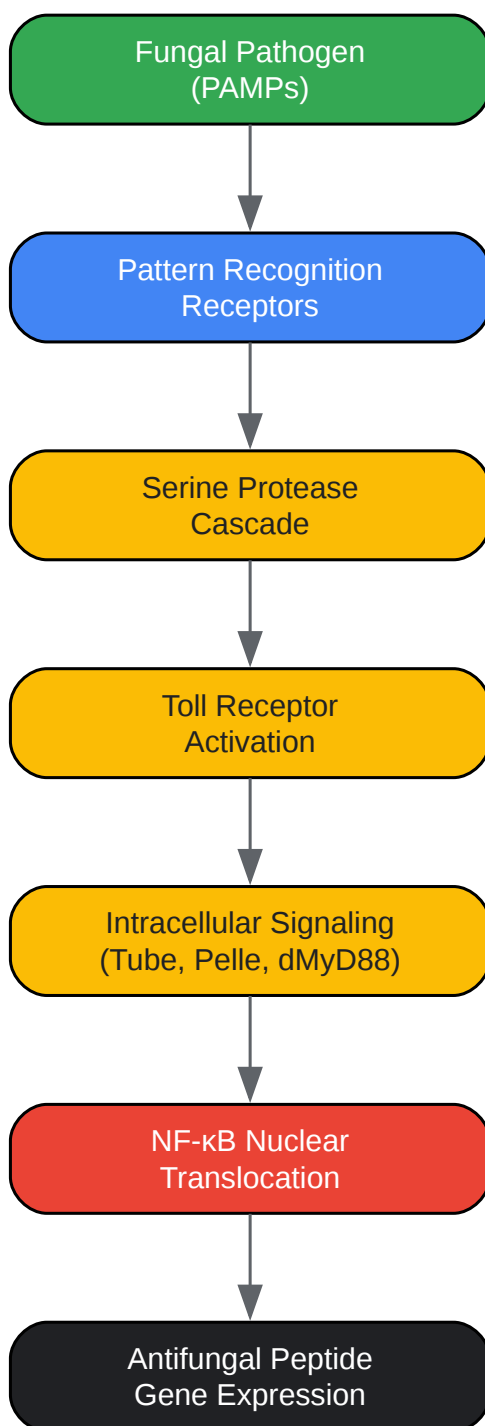 Fungal Pathogen
(PAMPs)
Pattern Recognition
Receptors
Serine Protease
Cascade
Toll Receptor
Activation
Intracellular Signaling
(Tube, Pelle, dMyD88)
NF-κB Nuclear
Translocation
Antifungal Peptide
Gene Expression